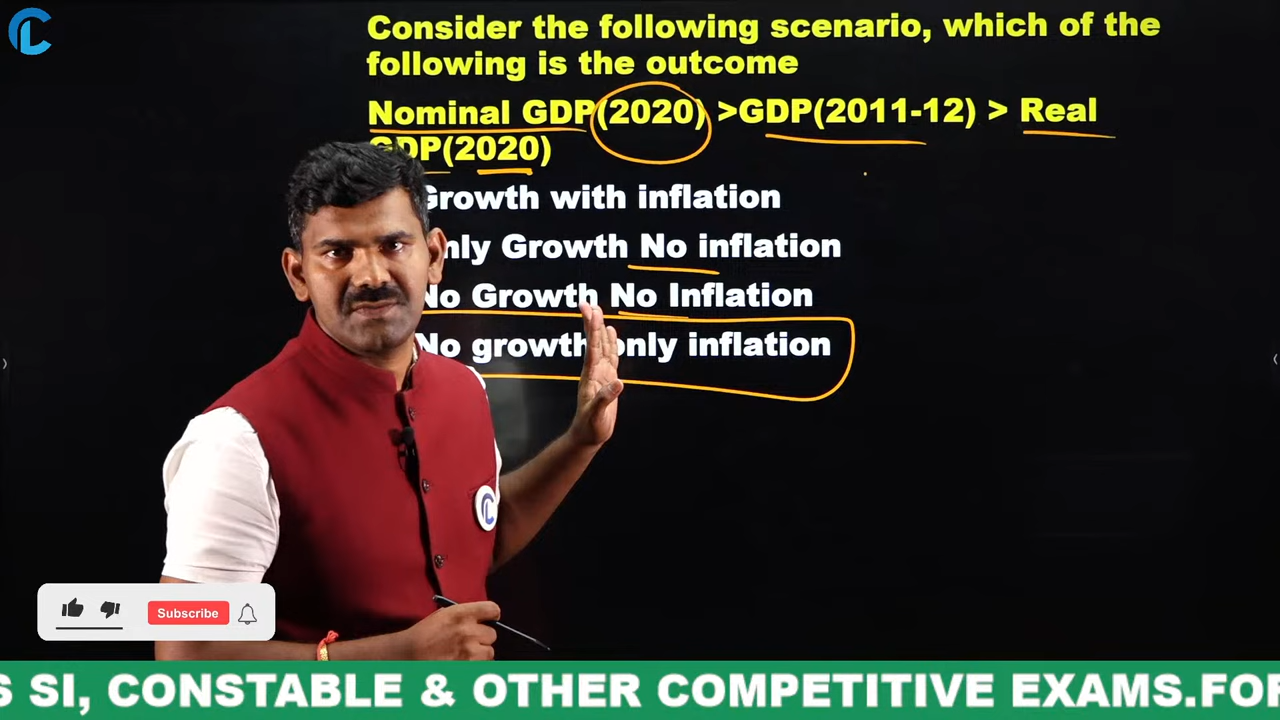 Consider the following scenario, which of the
following is the outcome
Nominal GDP(2020) >GDP(2011-12) > Real
GDP(2020)
Growth with inflation
Growth No inflation
No Growth No Inflation
No growth only inflation
Subscribe
SI, CONSTABLE & OTHER COMPETITIVE EXAMS.FOR